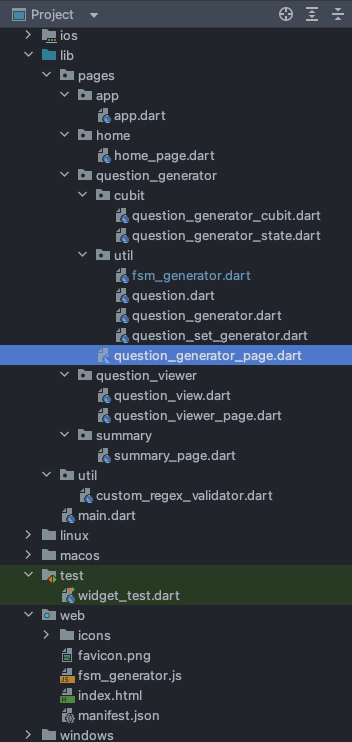 Project
ios
lib
pages
app
app.dart
home
home_page.dart
question_generator
cubit
question_generator_cubit.dart
question_generator_state.dart
util
fsm_generator.dart
question.dart
question_generator.dart
question_set_generator.dart
question_generator_page.dart
question_viewer
question_view.dart
question_viewer_page.dart
summary
summary_page.dart
util
custom_regex_validator.dart
main.dart
linux
macos
test
widget_test.dart
web
icons
favicon.png
fsm_generator.js
index.html
manifest.json
windows